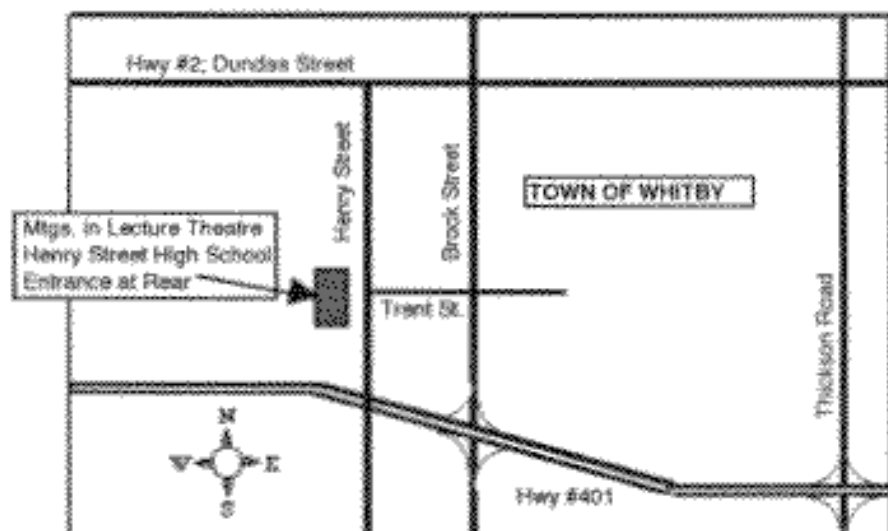 Hwy #2; Dundas Street
Henry Street
Brock Street
TOWN OF WHITBY
Mtgs. in Lecture Theatre
Henry Street High School
Entrance at Rear
Trent St.
Thickson Road
N
W
E
S
Hwy #401